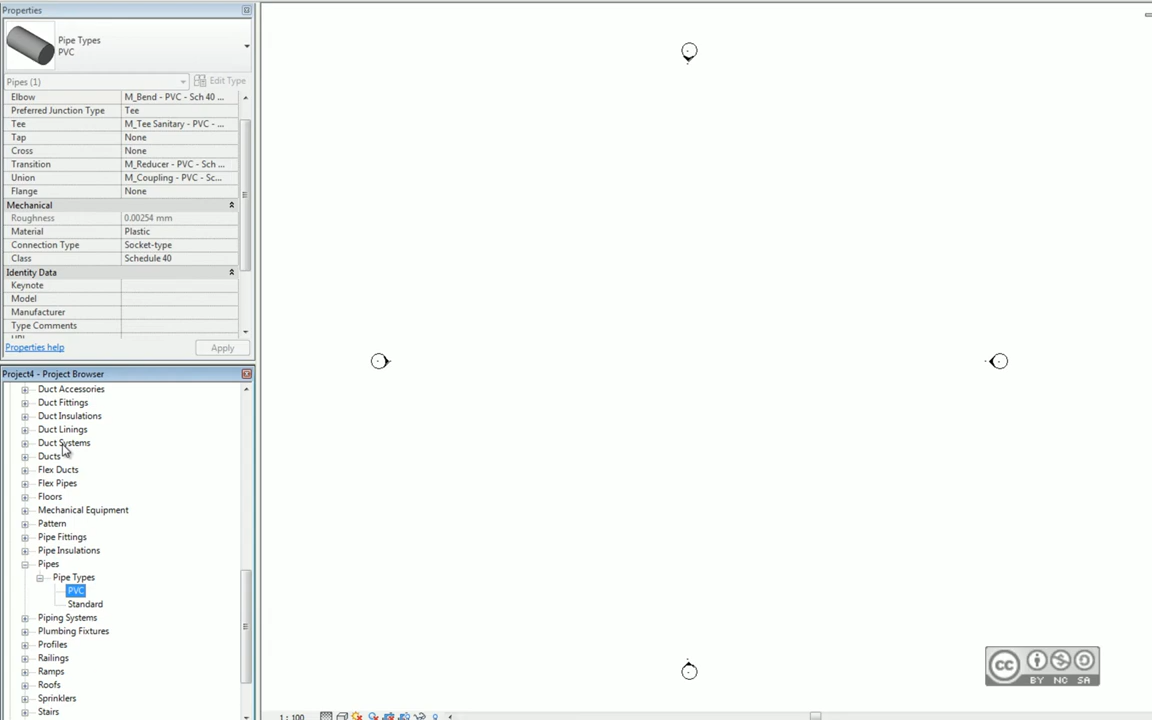 Properties
Pipe Types
PVC
Pipes (1)
Edit Type
Elbow M_Bend - PVC - Sch 40 ...
Preferred Junction Type Tee
Tee M_Tee Sanitary - PVC - ...
Tap None
Cross None
Transition M_Reducer - PVC - Sch ...
Union M_Coupling - PVC - Sc...
Flange None
Mechanical
Roughness 0.00254 mm
Material Plastic
Connection Type Socket-type
Class Schedule 40
Identity Data
Keynote
Model
Manufacturer
Type Comments
Properties help
Apply
Project4 - Project Browser
Duct Accessories
Duct Fittings
Duct Insulations
Duct Linings
Duct Systems
Ducts
Flex Ducts
Flex Pipes
Floors
Mechanical Equipment
Pattern
Pipe Fittings
Pipe Insulations
Pipes
Pipe Types
PVC
Standard
Piping Systems
Plumbing Fixtures
Profiles
Railings
Ramps
Roofs
Sprinklers
Stairs
1 : 100
cc
BY NC SA